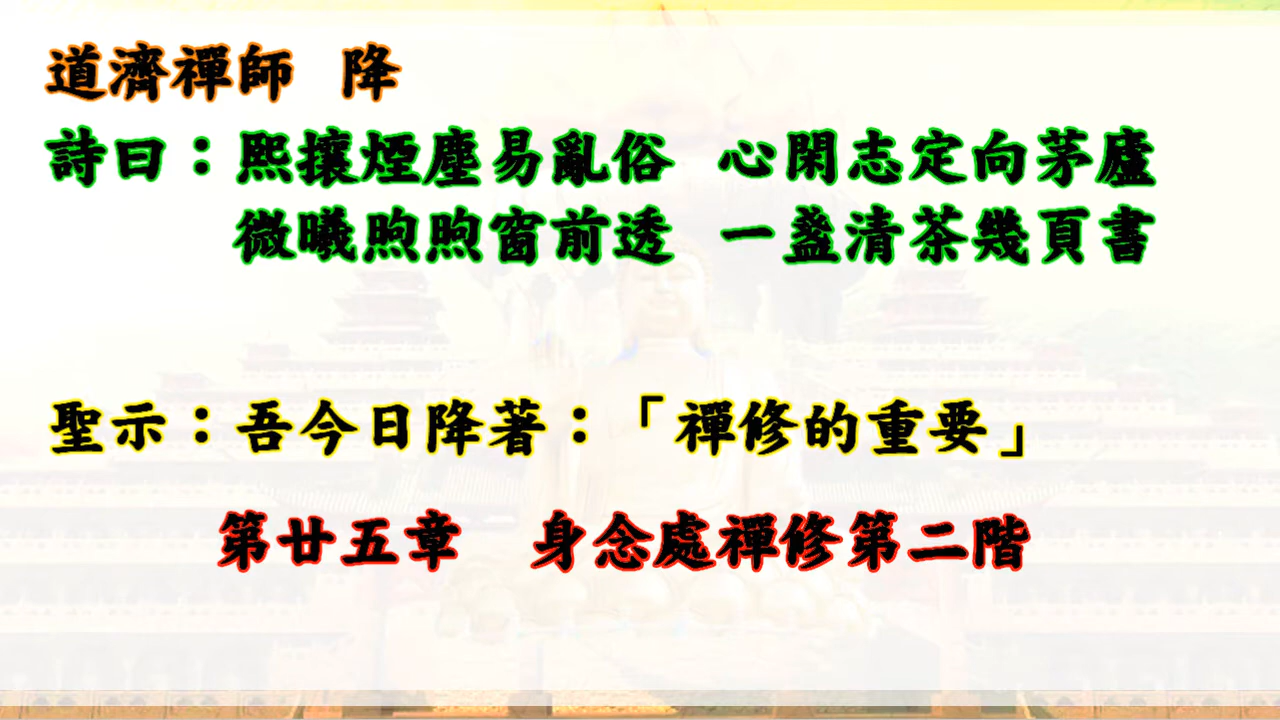 道濟禪師 降
詩曰：熙攘煙塵易亂俗 心閑志定向茅廬
微曦煦煦窗前透 一盞清茶幾頁書
聖示：吾今日降著：「禪修的重要」
第廿五章 身念處禪修第二階